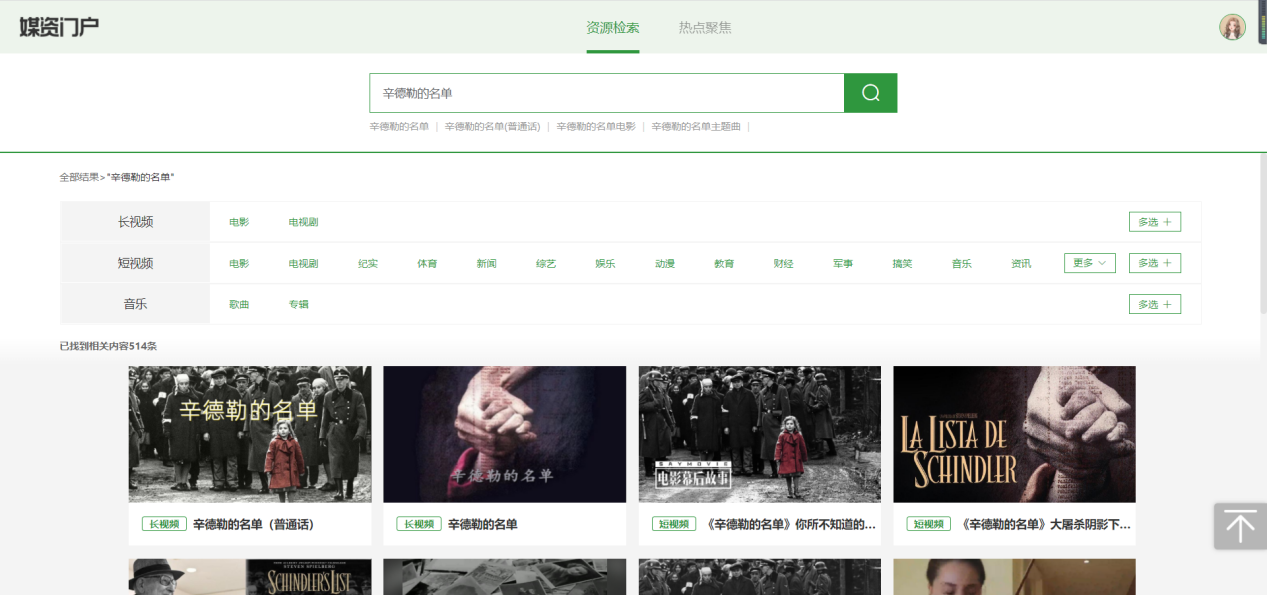 媒资门户
资源检索
热点聚焦
辛德勒的名单
辛德勒的名单 | 辛德勒的名单(普通话) | 辛德勒的名单电影 | 辛德勒的名单主题曲 |
全部结果>"辛德勒的名单"
长视频 电影 电视剧 多选 +
短视频 电影 电视剧 纪实 体育 新闻 综艺 娱乐 动漫 教育 财经 军事 搞笑 音乐 资讯 更多 多选 +
音乐 歌曲 专辑 多选 +
已找到相关内容514条
辛德勒的名单
辛德勒的名单
SAYMOVIE
电影幕后故事
LA LISTA DE
SCHINDLER
长视频 辛德勒的名单（普通话）
长视频 辛德勒的名单
短视频 《辛德勒的名单》你所不知道的...
短视频 《辛德勒的名单》大屠杀阴影下...
STEVEN SPIELBERG
SCHINDLER'S LIST